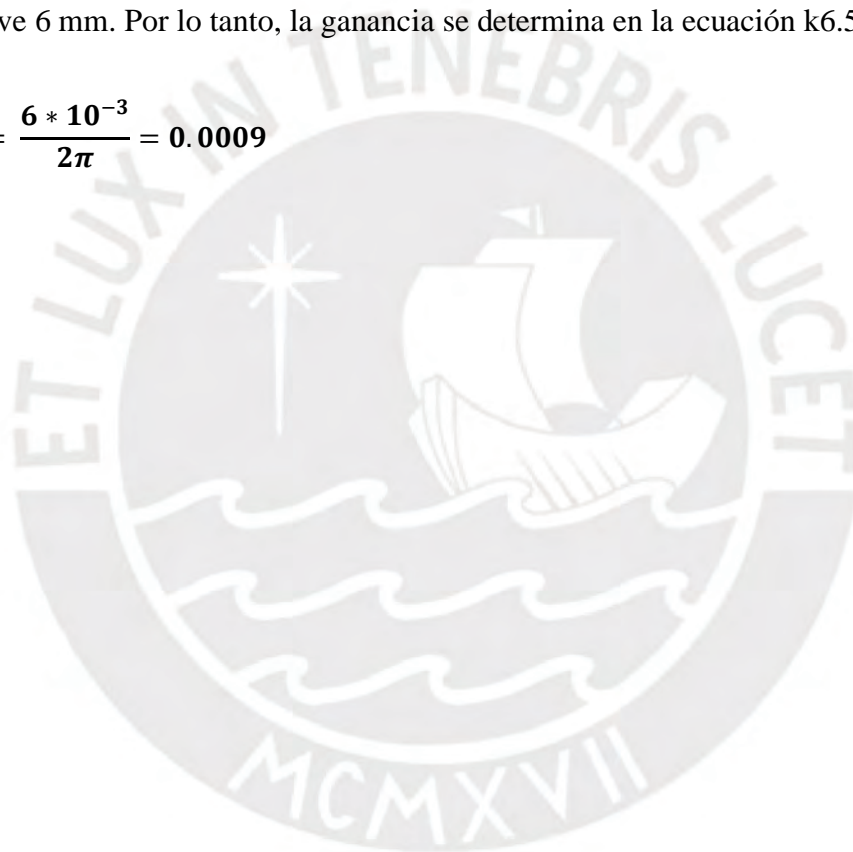 ve 6 mm. Por lo tanto, la ganancia se determina en la ecuación k6.5
= 6 * 10⁻³ / 2π = 0.0009
ET LUX IN TENEBRIS LUCET
MCMXVII